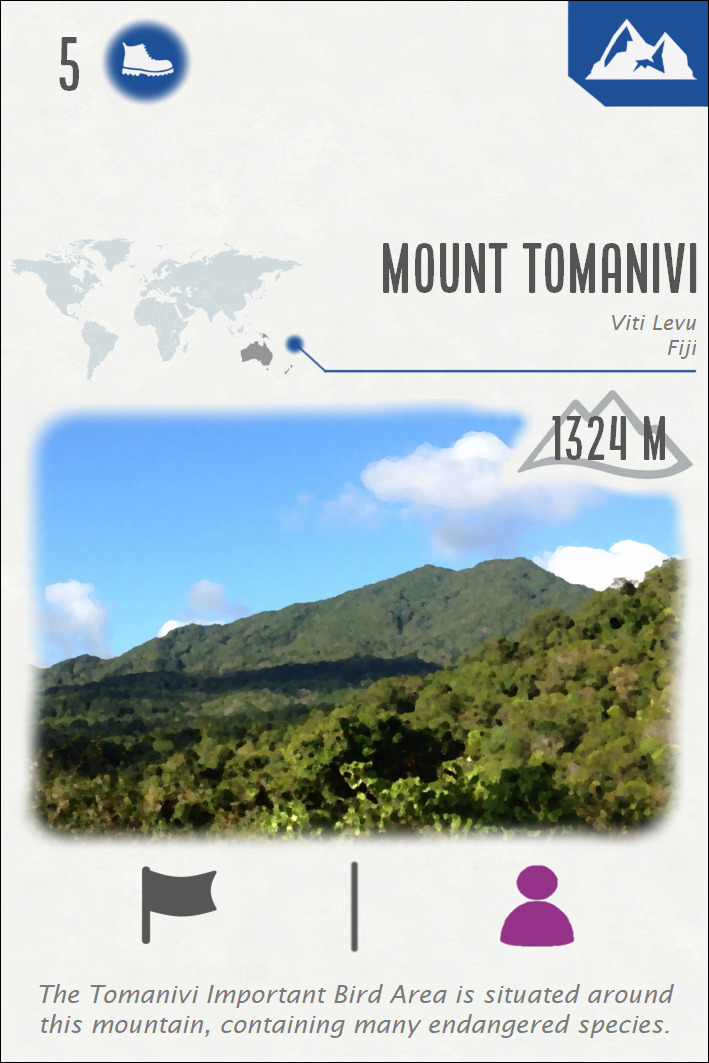 5
MOUNT TOMANIVI
Viti Levu
Fiji
1324 M
The Tomanivi Important Bird Area is situated around
this mountain, containing many endangered species.